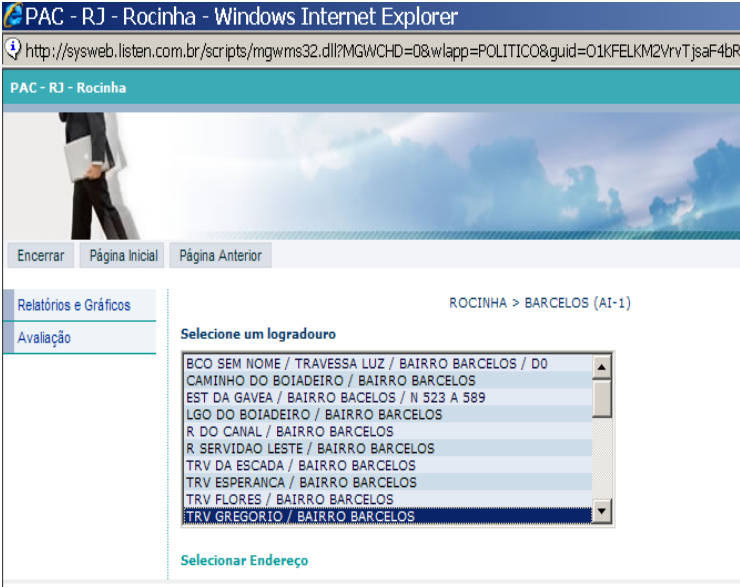 PAC - RJ - Rocinha - Windows Internet Explorer
http://sysweb.listen.com.br/scripts/mgwms32.dll?MGWCHD=0&wlapp=POLITICO&guid=O1KFELKM2VrvTjsaF4bR
PAC - RJ - Rocinha
Encerrar Página Inicial Página Anterior
Relatórios e Gráficos
Avaliação
ROCINHA > BARCELOS (AI-1)
Selecione um logradouro
BCO SEM NOME / TRAVESSA LUZ / BAIRRO BARCELOS / D0
CAMINHO DO BOIADEIRO / BAIRRO BARCELOS
EST DA GAVEA / BAIRRO BACELOS / N 523 A 589
LGO DO BOIADEIRO / BAIRRO BARCELOS
R DO CANAL / BAIRRO BARCELOS
R SERVIDAO LESTE / BAIRRO BARCELOS
TRV DA ESCADA / BAIRRO BARCELOS
TRV ESPERANCA / BAIRRO BARCELOS
TRV FLORES / BAIRRO BARCELOS
TRV GREGORIO / BAIRRO BARCELOS
Selecionar Endereço